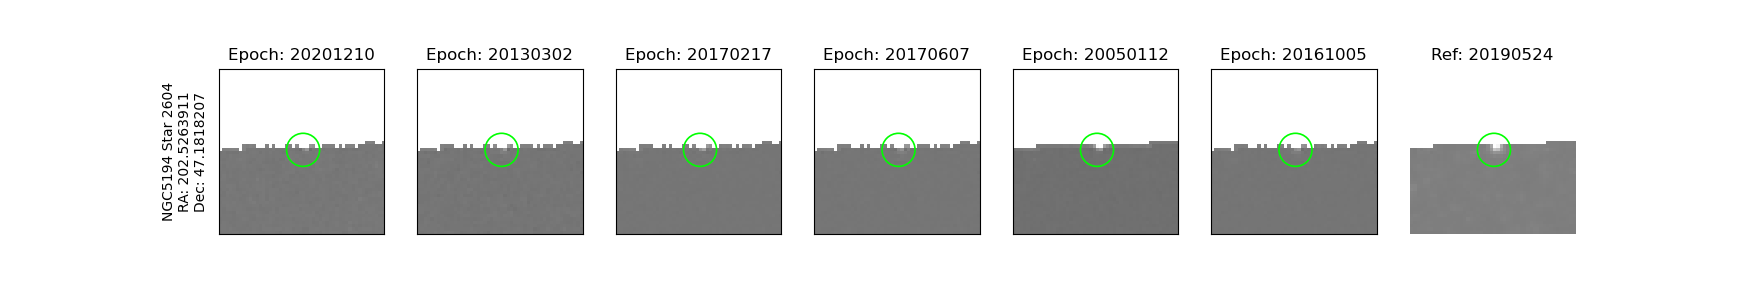 Epoch: 20201210
Epoch: 20130302
Epoch: 20170217
Epoch: 20170607
Epoch: 20050112
Epoch: 20161005
Ref: 20190524
NGC5194 Star 2604
RA: 202.5263911
Dec: 47.1818207